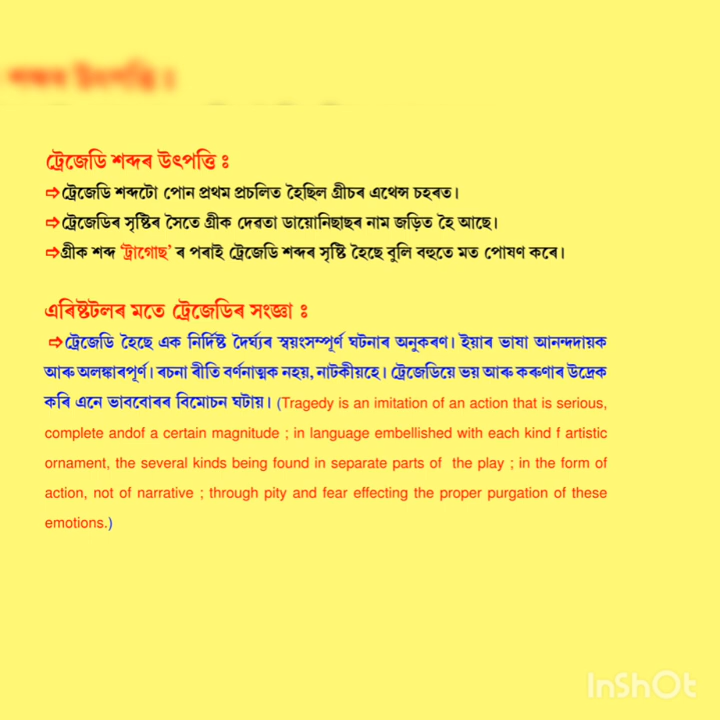 ট্ৰেজেডি শব্দৰ উৎপত্তি ঃ
⇨ট্ৰেজেডি শব্দটো পোন প্ৰথম প্ৰচলিত হৈছিল গ্ৰীচৰ এথেন্স চহৰত।
⇨ট্ৰেজেডিৰ সৃষ্টিৰ সৈতে গ্ৰীক দেৱতা ডায়োনিছাছৰ নাম জড়িত হৈ আছে।
⇨গ্ৰীক শব্দ ‘ট্ৰাগোছ’ ৰ পৰাই ট্ৰেজেডি শব্দৰ সৃষ্টি হৈছে বুলি বহুতে মত পোষণ কৰে।
এৰিষ্টটলৰ মতে ট্ৰেজেডিৰ সংজ্ঞা ঃ
⇨ট্ৰেজেডি হৈছে এক নিৰ্দিষ্ট দৈৰ্ঘ্যৰ স্বয়ংসম্পূৰ্ণ ঘটনাৰ অনুকৰণ। ইয়াৰ ভাষা আনন্দদায়ক
আৰু অলঙ্কাৰপূৰ্ণ। ৰচনা ৰীতি বৰ্ণনাত্মক নহয়, নাটকীয়হে। ট্ৰেজেডিয়ে ভয় আৰু কৰুণাৰ উদ্ৰেক
কৰি এনে ভাববোৰৰ বিমোচন ঘটায়। (Tragedy is an imitation of an action that is serious,
complete andof a certain magnitude ; in language embellished with each kind f artistic
ornament, the several kinds being found in separate parts of the play ; in the form of
action, not of narrative ; through pity and fear effecting the proper purgation of these
emotions.)
InShOt